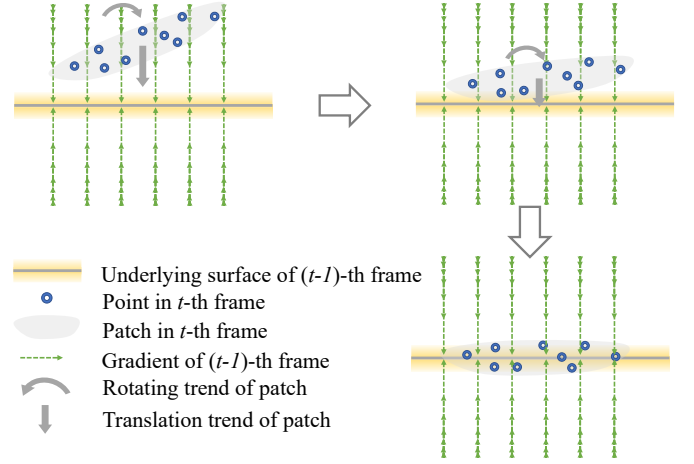 Underlying surface of (t-1)-th frame
Point in t-th frame
Patch in t-th frame
Gradient of (t-1)-th frame
Rotating trend of patch
Translation trend of patch